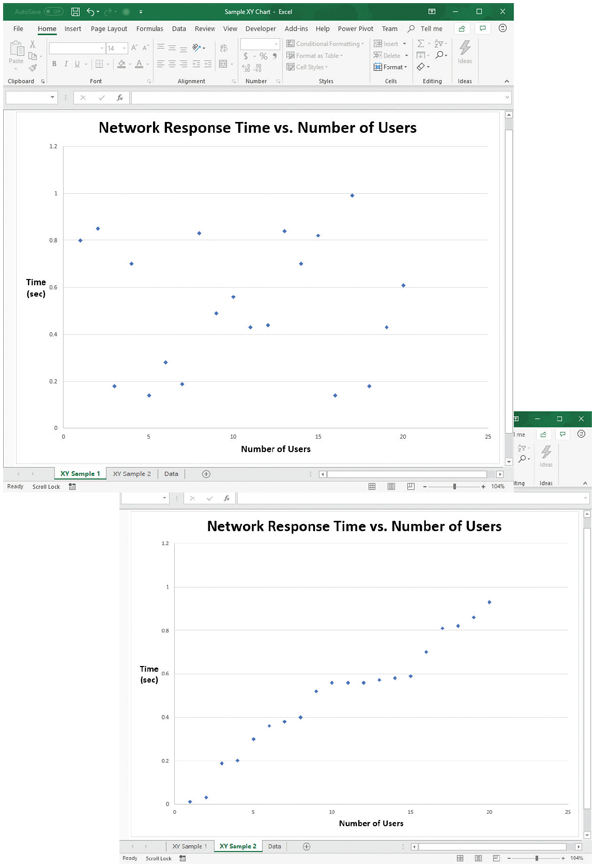 AutoSave Off Sample XY Chart - Excel
File Home Insert Page Layout Formulas Data Review View Developer Add-ins Help Power Pivot Team Tell me
Paste 14 A A Conditional Formatting Insert Ideas
B I U A $ % Format as Table Delete
Cell Styles Format
Clipboard Font Alignment Number Styles Cells Editing Ideas
fx
Network Response Time vs. Number of Users
1.2
1
0.8
Time
(sec)
0.6
0.4
0.2
0
0 5 10 15 20 25
Number of Users
XY Sample 1 XY Sample 2 Data
Ready Scroll Lock 104%
l me
Ideas
ting Ideas
fx
Network Response Time vs. Number of Users
1.2
1
0.8
Time
(sec)
0.6
0.4
0.2
0
0 5 10 15 20 25
Number of Users
XY Sample 1 XY Sample 2 Data
Ready Scroll Lock 104%